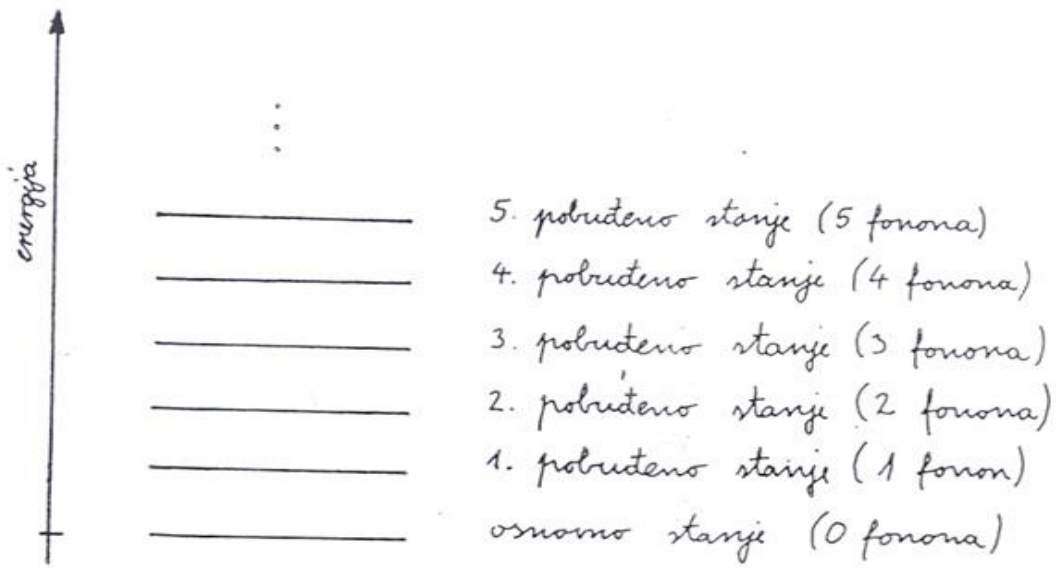 energija
5. pobuđeno stanje (5 fonona)
4. pobuđeno stanje (4 fonona)
3. pobuđeno stanje (3 fonona)
2. pobuđeno stanje (2 fonona)
1. pobuđeno stanje (1 fonon)
osnovno stanje (0 fonona)